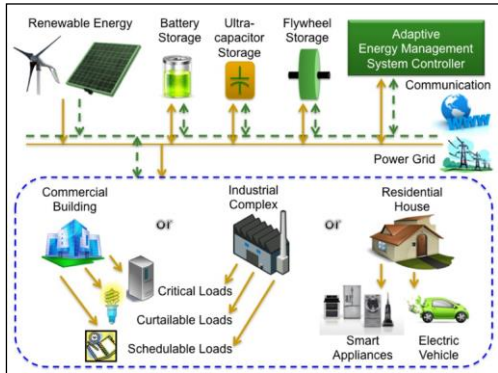 Renewable Energy
Battery
Storage
Ultra-
capacitor
Storage
Flywheel
Storage
Adaptive
Energy Management
System Controller
Communication
WWW
Power Grid
Commercial
Building
or
Industrial
Complex
or
Residential
House
Critical Loads
Curtailable Loads
Schedulable Loads
Smart
Appliances
Electric
Vehicle